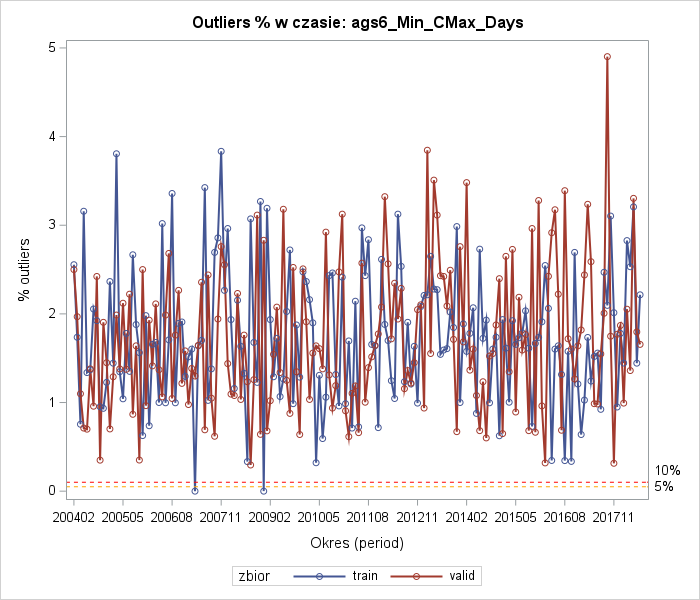 Outliers % w czasie: ags6_Min_CMax_Days
5
4
3
2
1
0
% outliers
10%
5%
200402 200505 200608 200711 200902 201005 201108 201211 201402 201505 201608 201711
Okres (period)
zbior train valid